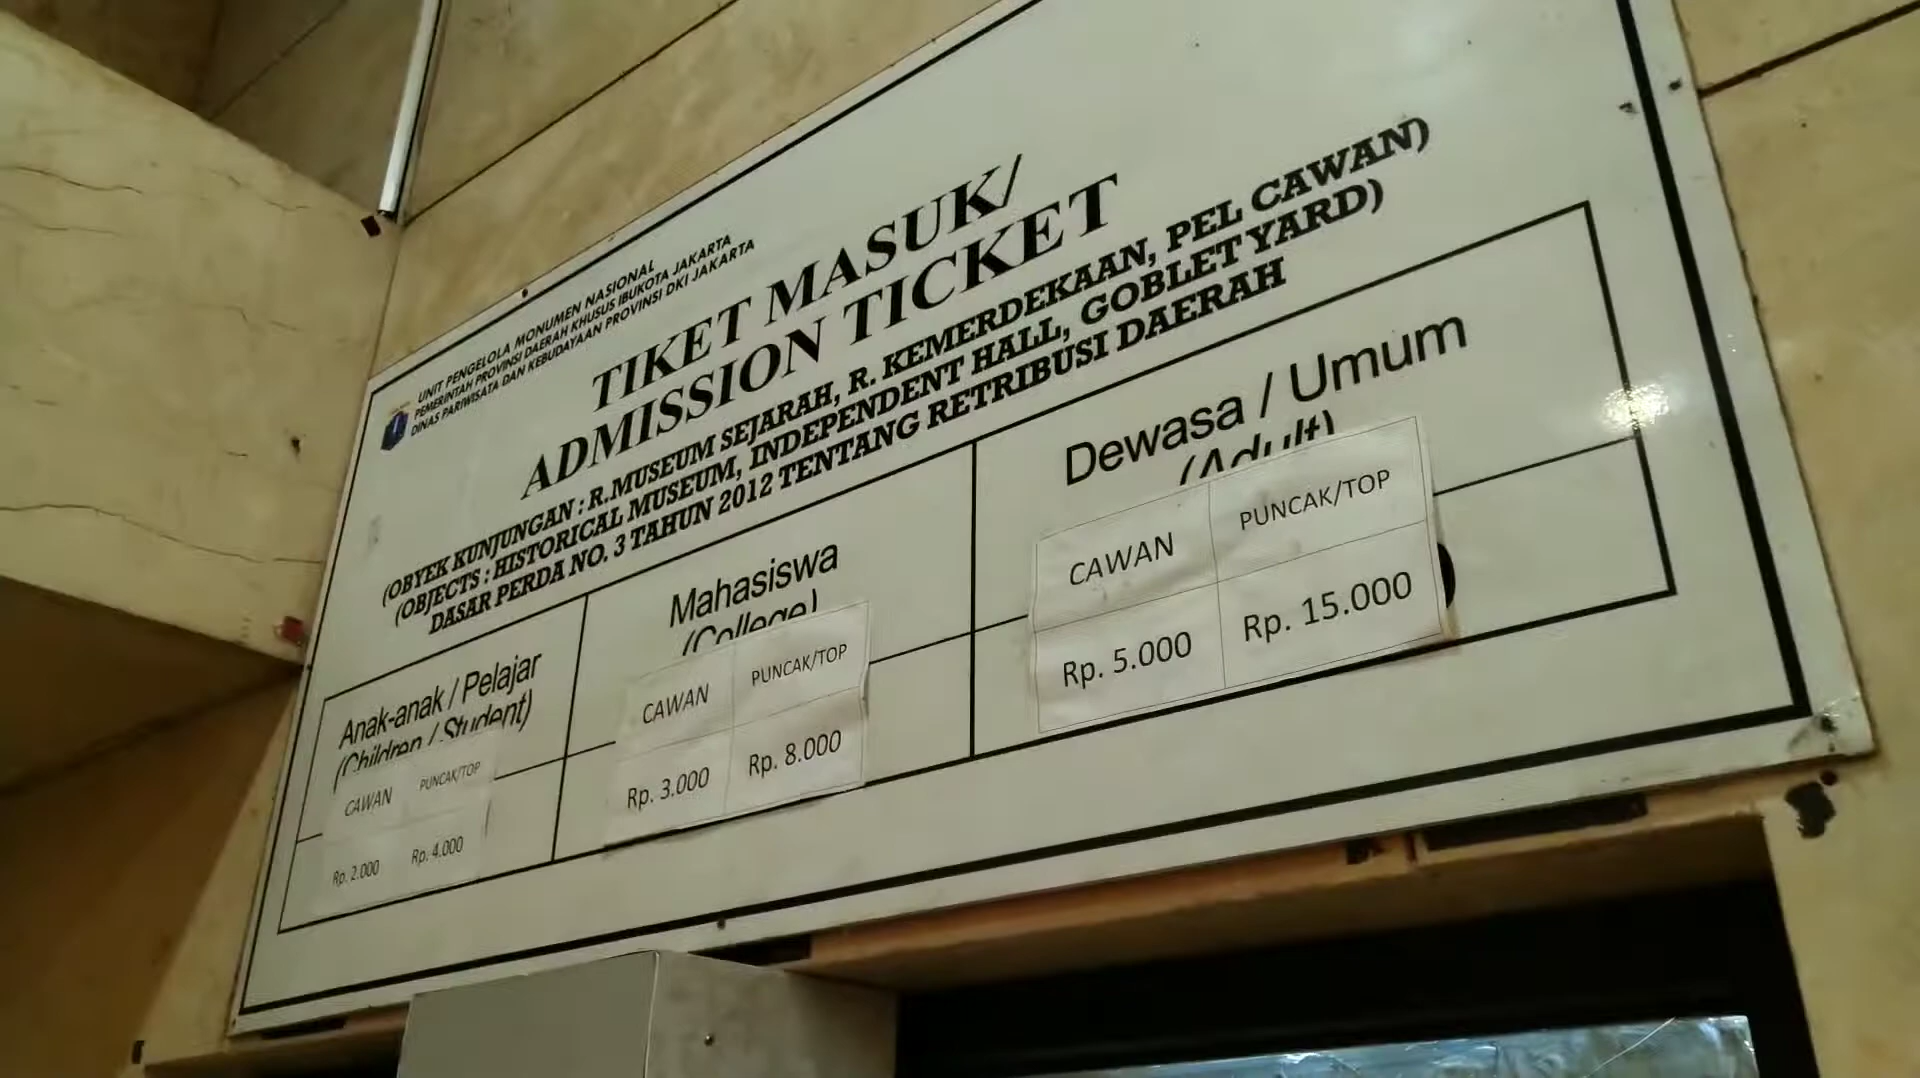 UNIT PENGELOLA MONUMEN NASIONAL
PEMERINTAH PROVINSI DAERAH KHUSUS IBUKOTA JAKARTA
DINAS PARIWISATA DAN KEBUDAYAAN PROVINSI DKI JAKARTA
TIKET MASUK/
ADMISSION TICKET
(OBYEK KUNJUNGAN : R.MUSEUM SEJARAH, R. KEMERDEKAAN, PEL CAWAN)
(OBJECTS : HISTORICAL MUSEUM, INDEPENDENT HALL, GOBLET YARD)
DASAR PERDA NO. 3 TAHUN 2012 TENTANG RETRIBUSI DAERAH
Anak-anak / Pelajar
(Children / Student)
CAWAN PUNCAK/TOP
Rp. 2.000 Rp. 4.000
Mahasiswa
(College)
CAWAN PUNCAK/TOP
Rp. 3.000 Rp. 8.000
Dewasa / Umum
(Adult)
CAWAN PUNCAK/TOP
Rp. 5.000 Rp. 15.000